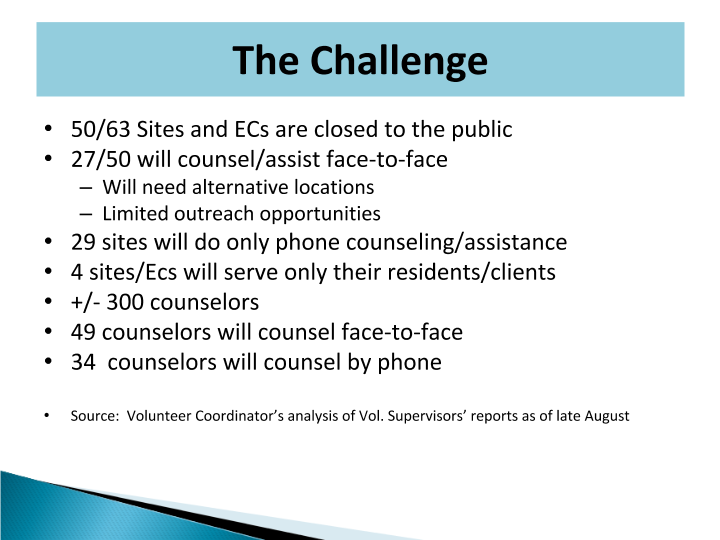 The Challenge
• 50/63 Sites and ECs are closed to the public
• 27/50 will counsel/assist face-to-face
– Will need alternative locations
– Limited outreach opportunities
• 29 sites will do only phone counseling/assistance
• 4 sites/Ecs will serve only their residents/clients
• +/- 300 counselors
• 49 counselors will counsel face-to-face
• 34  counselors will counsel by phone
• Source:  Volunteer Coordinator’s analysis of Vol. Supervisors’ reports as of late August